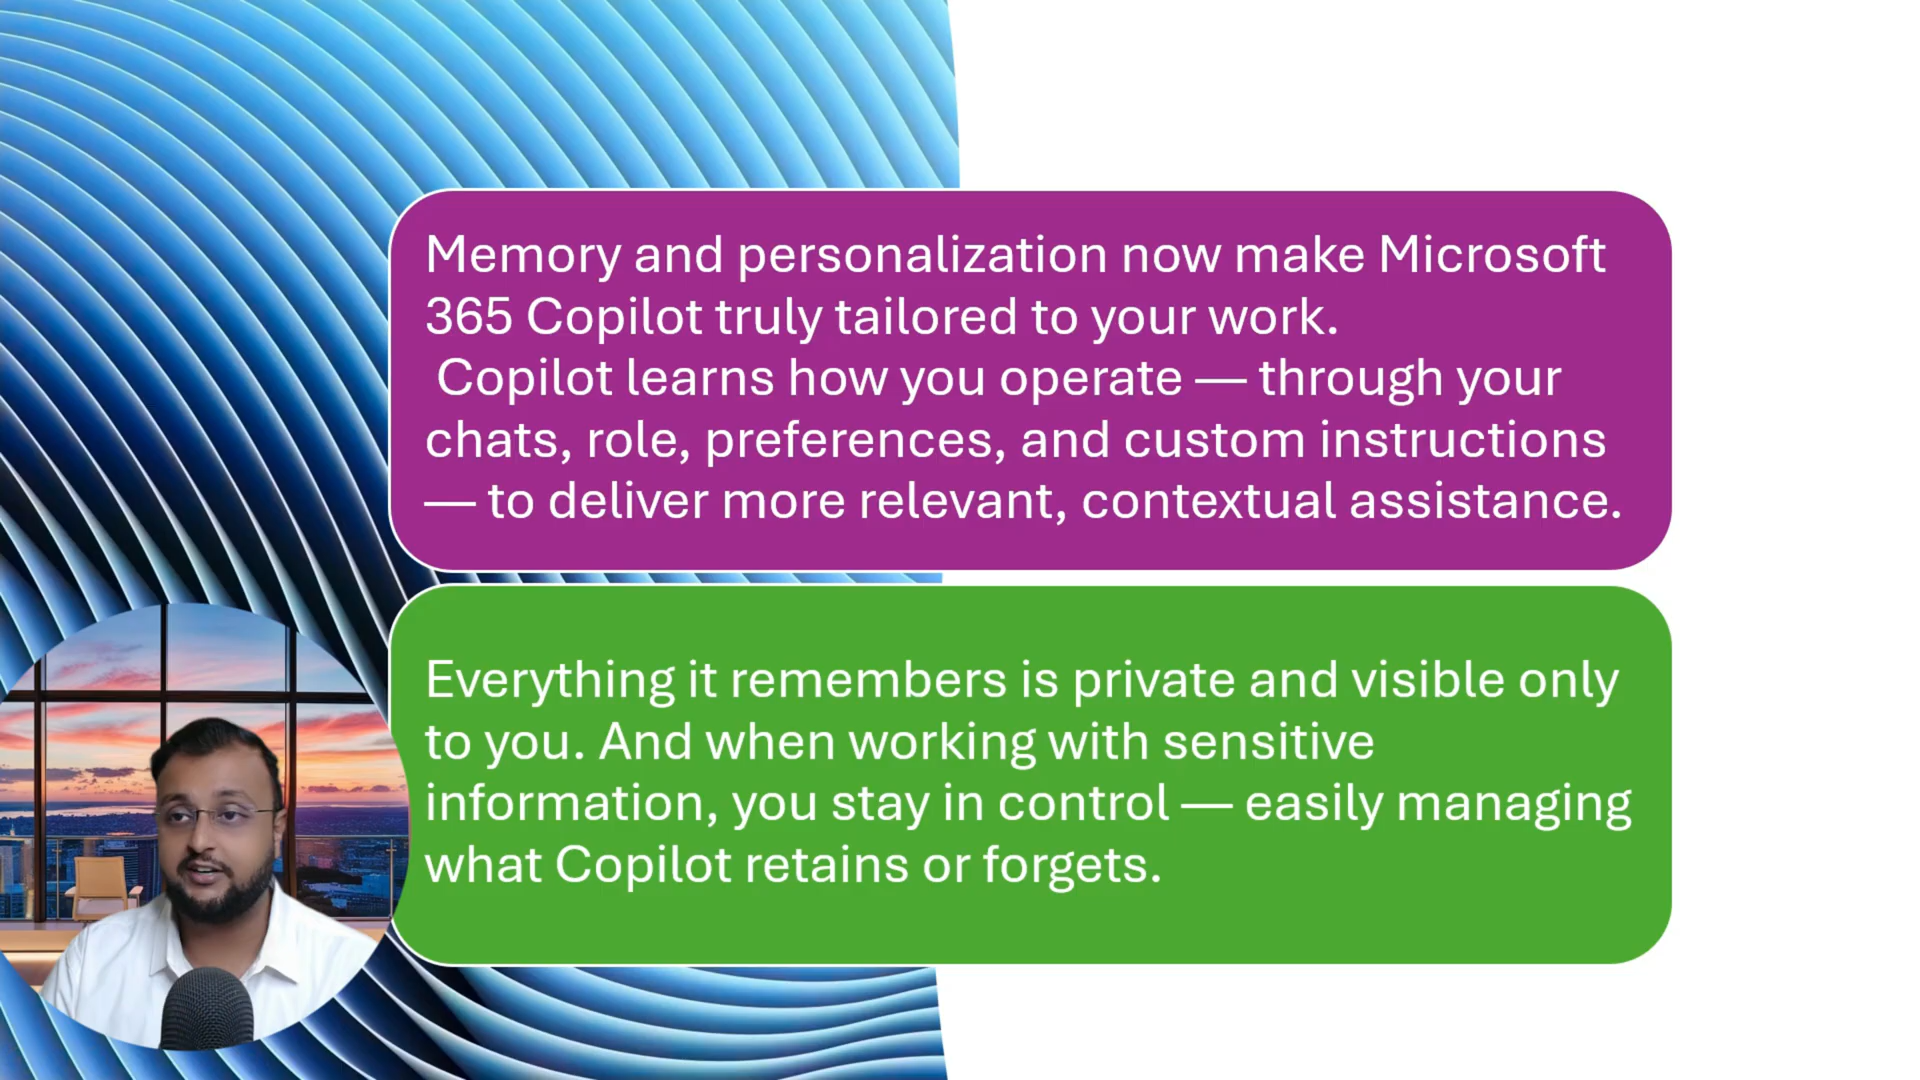 Memory and personalization now make Microsoft
365 Copilot truly tailored to your work.
Copilot learns how you operate — through your
chats, role, preferences, and custom instructions
— to deliver more relevant, contextual assistance.
Everything it remembers is private and visible only
to you. And when working with sensitive
information, you stay in control — easily managing
what Copilot retains or forgets.